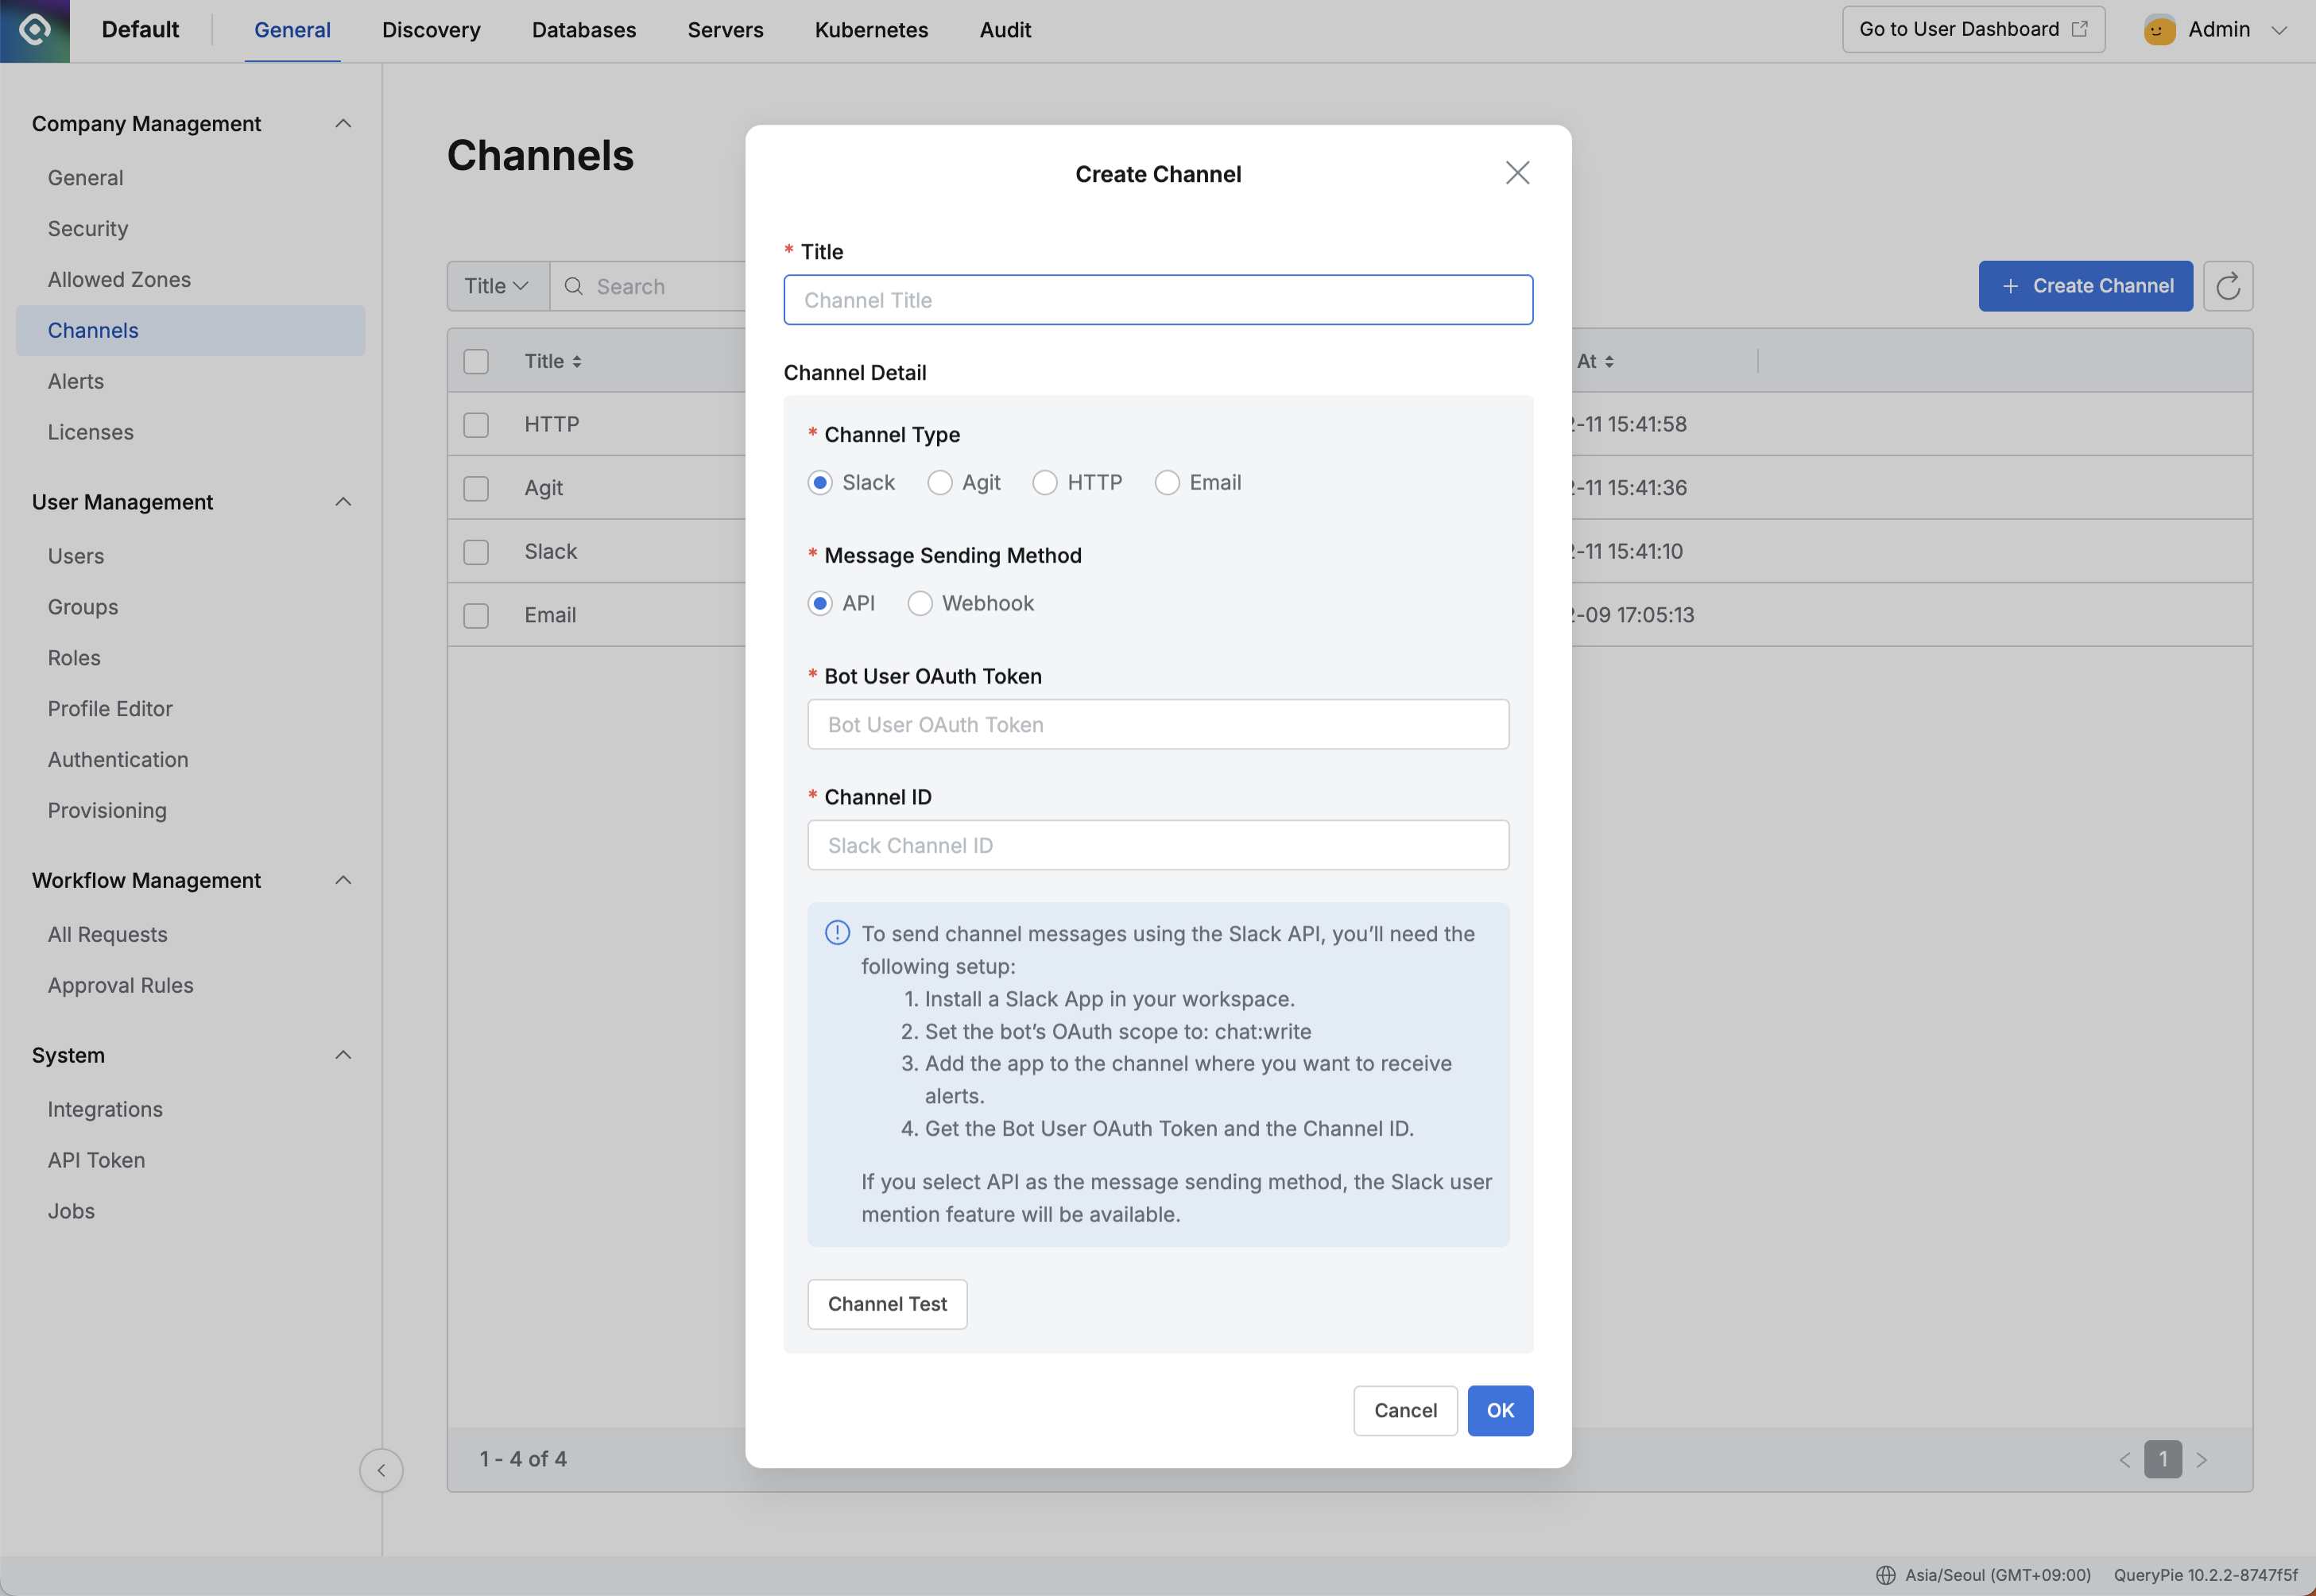 Default
General
Discovery
Databases
Servers
Kubernetes
Audit
Go to User Dashboard
Admin
Company Management
General
Security
Allowed Zones
Channels
Alerts
Licenses
User Management
Users
Groups
Roles
Profile Editor
Authentication
Provisioning
Workflow Management
All Requests
Approval Rules
System
Integrations
API Token
Jobs
Channels
Title
Search
Create Channel
Title
At
HTTP
-11 15:41:58
Agit
-11 15:41:36
Slack
-11 15:41:10
Email
-09 17:05:13
1 - 4 of 4
1
Create Channel
* Title
Channel Title
Channel Detail
* Channel Type
Slack
Agit
HTTP
Email
* Message Sending Method
API
Webhook
* Bot User OAuth Token
Bot User OAuth Token
* Channel ID
Slack Channel ID
To send channel messages using the Slack API, you’ll need the
following setup:
1. Install a Slack App in your workspace.
2. Set the bot’s OAuth scope to: chat:write
3. Add the app to the channel where you want to receive
alerts.
4. Get the Bot User OAuth Token and the Channel ID.
If you select API as the message sending method, the Slack user
mention feature will be available.
Channel Test
Cancel
OK
Asia/Seoul (GMT+09:00)
QueryPie 10.2.2-8747f5f